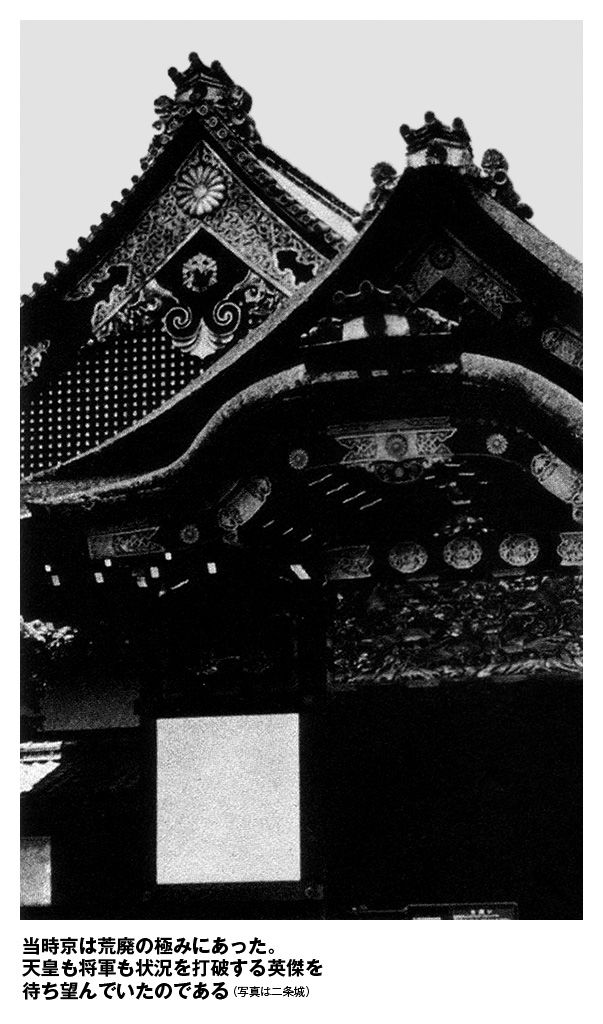 当時京は荒廃の極みにあった。
天皇も将軍も状況を打破する英傑を
待ち望んでいたのである（写真は二条城）